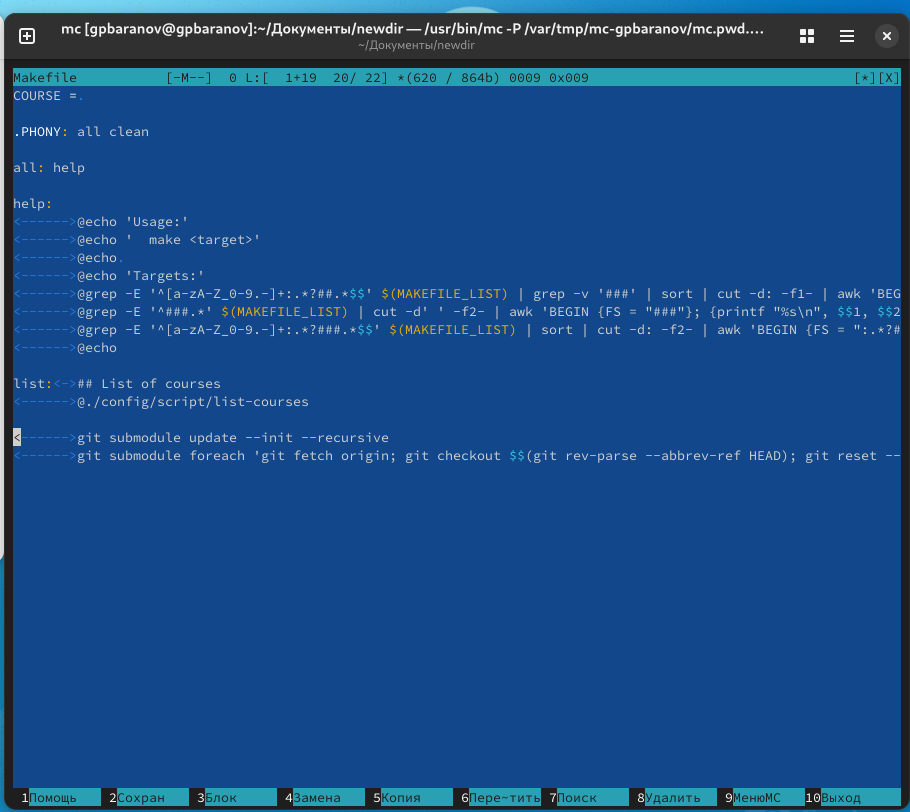 mc [gpbaranov@gpbaranov]:~/Документы/newdir — /usr/bin/mc -P /var/tmp/mc-gpbaranov/mc.pwd.…
~/Документы/newdir
Makefile [-M--] 0 L:[ 1+19 20/ 22] *(620 / 864b) 0009 0x009 [*][X]
COURSE =.
.PHONY: all clean
all: help
help:
<------>@echo 'Usage:'
<------>@echo '  make <target>'
<------>@echo.
<------>@echo 'Targets:'
<------>@grep -E '^[a-zA-Z_0-9.-]+:.*?##.*$$' $(MAKEFILE_LIST) | grep -v '###' | sort | cut -d: -f1- | awk 'BEG
<------>@grep -E '^###.*' $(MAKEFILE_LIST) | cut -d' ' -f2- | awk 'BEGIN {FS = "###"}; {printf "%s\n", $$1, $$2
<------>@grep -E '^[a-zA-Z_0-9.-]+:.*?###.*$$' $(MAKEFILE_LIST) | sort | cut -d: -f2- | awk 'BEGIN {FS = ":.*?#
<------>@echo
list:<->## List of courses
<------>@./config/script/list-courses
<------>git submodule update --init --recursive
<------>git submodule foreach 'git fetch origin; git checkout $$(git rev-parse --abbrev-ref HEAD); git reset --
1Помощь 2Сохран 3Блок 4Замена 5Копия 6Пере~тить 7Поиск 8Удалить 9МенюMC 10Выход